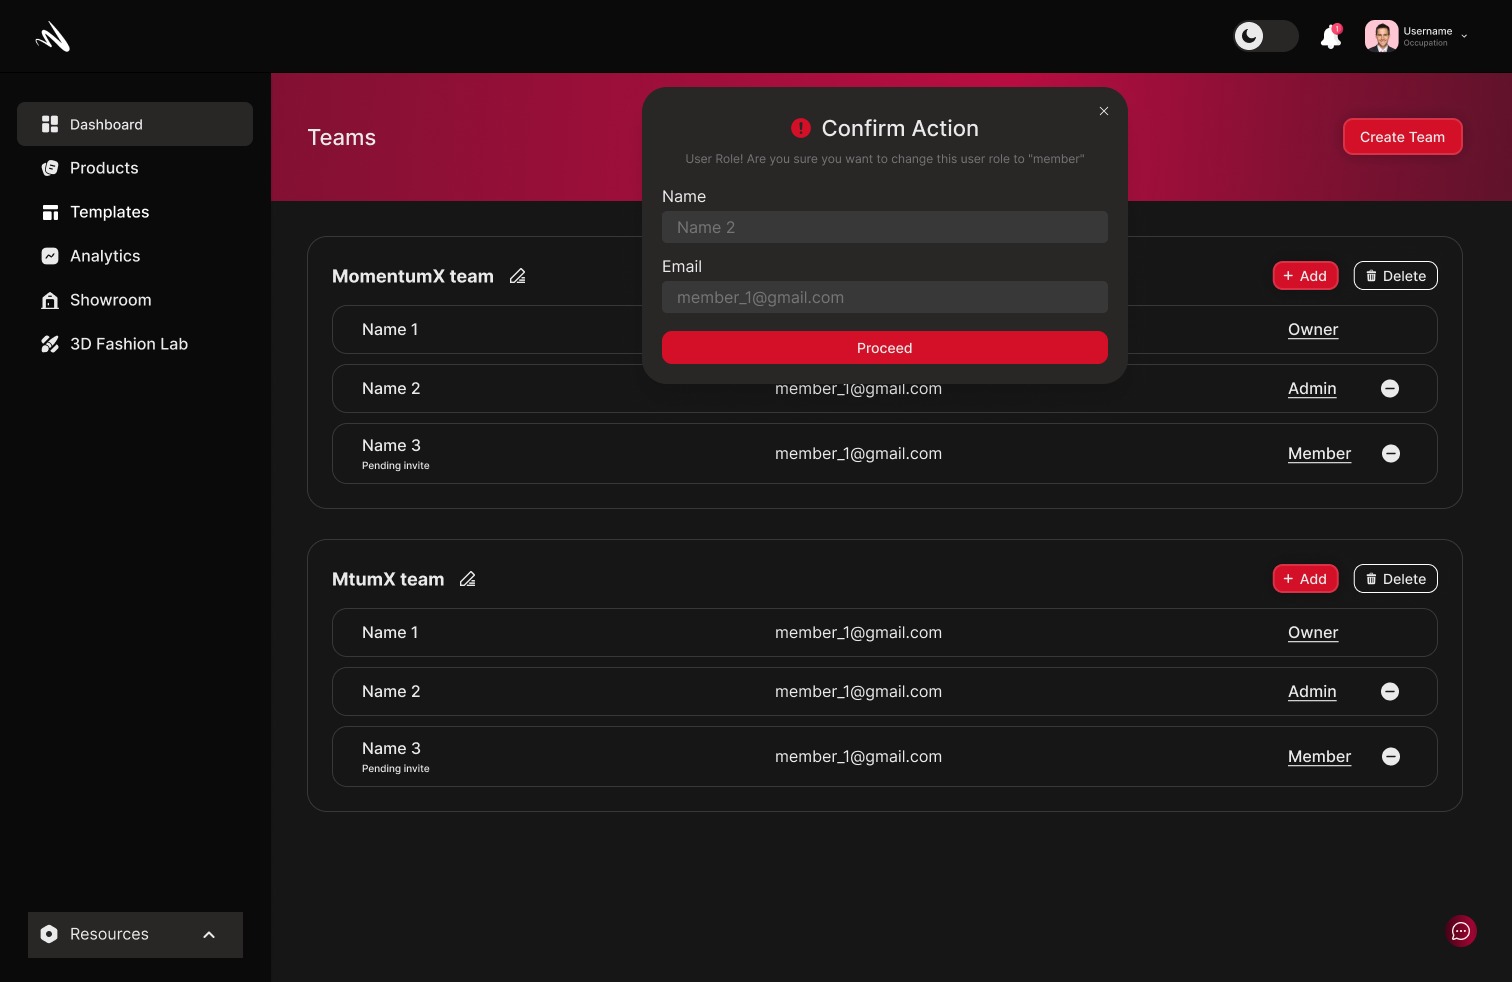 1
Username
Occupation
Dashboard
Products
Templates
Analytics
Showroom
3D Fashion Lab
Resources
Teams
Create Team
Confirm Action
User Role! Are you sure you want to change this user role to "member"
Name
Name 2
Email
member_1@gmail.com
Proceed
MomentumX team
+ Add
Delete
Name 1
Owner
Name 2
member_1@gmail.com
Admin
Name 3
Pending invite
member_1@gmail.com
Member
MtumX team
+ Add
Delete
Name 1
member_1@gmail.com
Owner
Name 2
member_1@gmail.com
Admin
Name 3
Pending invite
member_1@gmail.com
Member